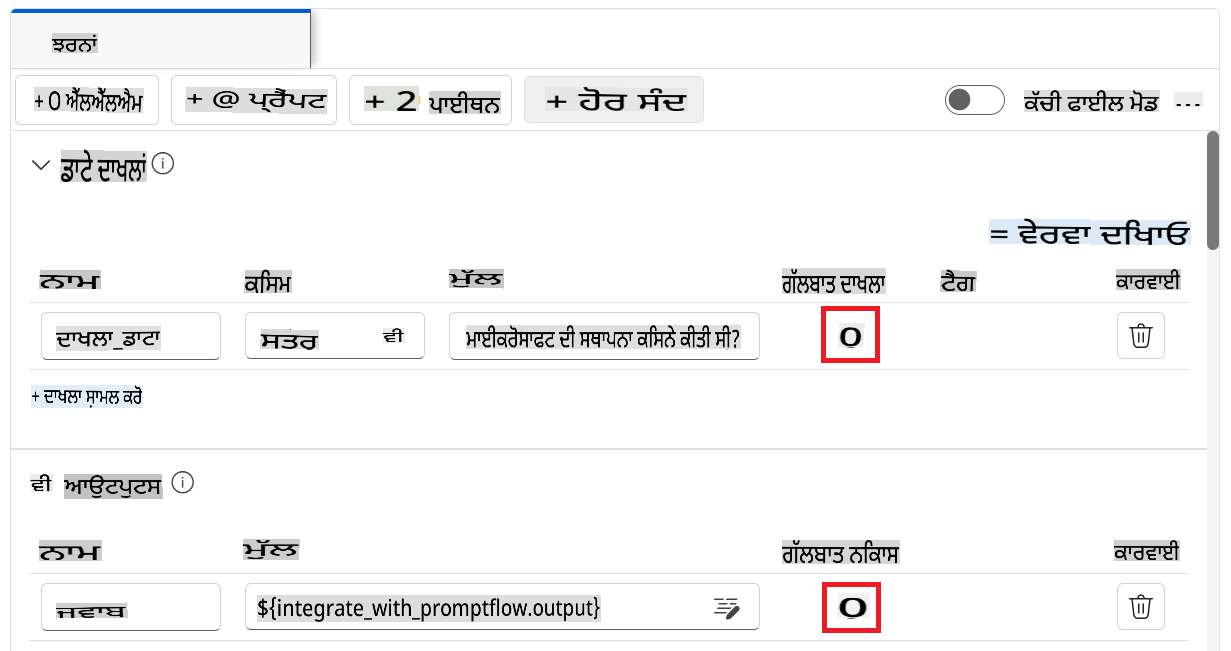 ਝਰਨਾਂ
+ 0 ਐੱਲਐੱਲਐਮ + @ ਪ੍ਰੌਂਪਟ + 2 ਪਾਈਥਨ + ਹੋਰ ਸੰਦ ਕੱਚੀ ਫਾਈਲ ਮੋਡ ...
ਡਾਟੇ ਦਾਖਲਾਂ
= ਵੇਰਵਾ ਦਖਿਾਓ
ਨਾਮ ਕਸਿਮ ਮੁੱਲ ਗੱਲਬਾਤ ਦਾਖਲਾ ਟੈਗ ਕਾਰਵਾਈ
ਦਾਖਲਾ_ਡਾਟਾ ਸਤਰ ਵੀ ਮਾਈਕਰੋਸਾਫਟ ਦੀ ਸਥਾਪਨਾ ਕਸਿਨੇ ਕੀਤੀ ਸੀ? O
+ ਦਾਖਲਾ ਸ਼ਾਮਲ ਕਰੋ
ਵੀ ਆਉਟਪੁਟਸ
ਨਾਮ ਮੁੱਲ ਗੱਲਬਾਤ ਨਕਿਾਸ ਕਾਰਵਾਈ
ਜਵਾਬ ${integrate_with_promptflow.output} O